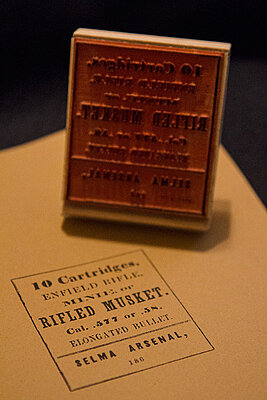 10 Cartridges.
ENFIELD RIFLE,
MINIE, or
RIFLED MUSKET.
Cal. .577 or .58.
ELONGATED BULLET.
SELMA ARSENAL,
186